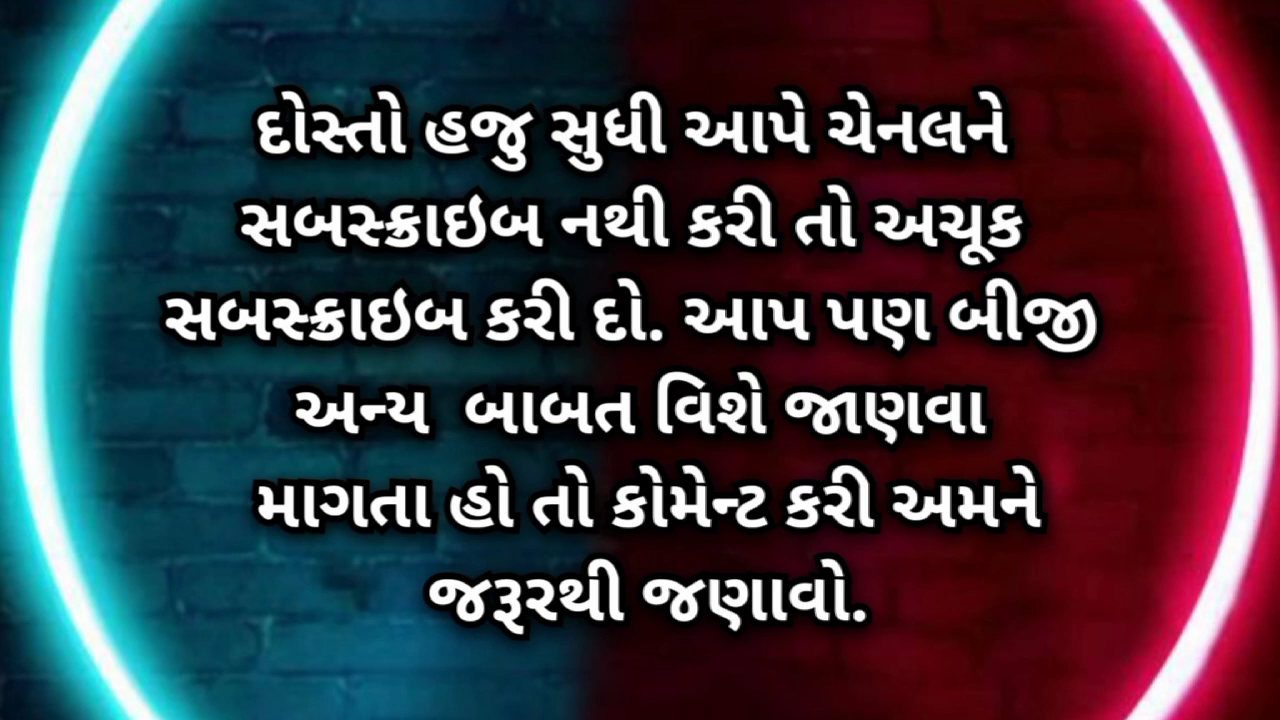 દોસ્તો હજુ સુધી આપે ચેનલને
સબસ્ક્રાઇબ નથી કરી તો અચૂક
સબસ્ક્રાઇબ કરી દો. આપ પણ બીજી
અન્ય  બાબત વિશે જાણવા
માગતા હો તો કોમેન્ટ કરી અમને
જરૂરથી જણાવો.